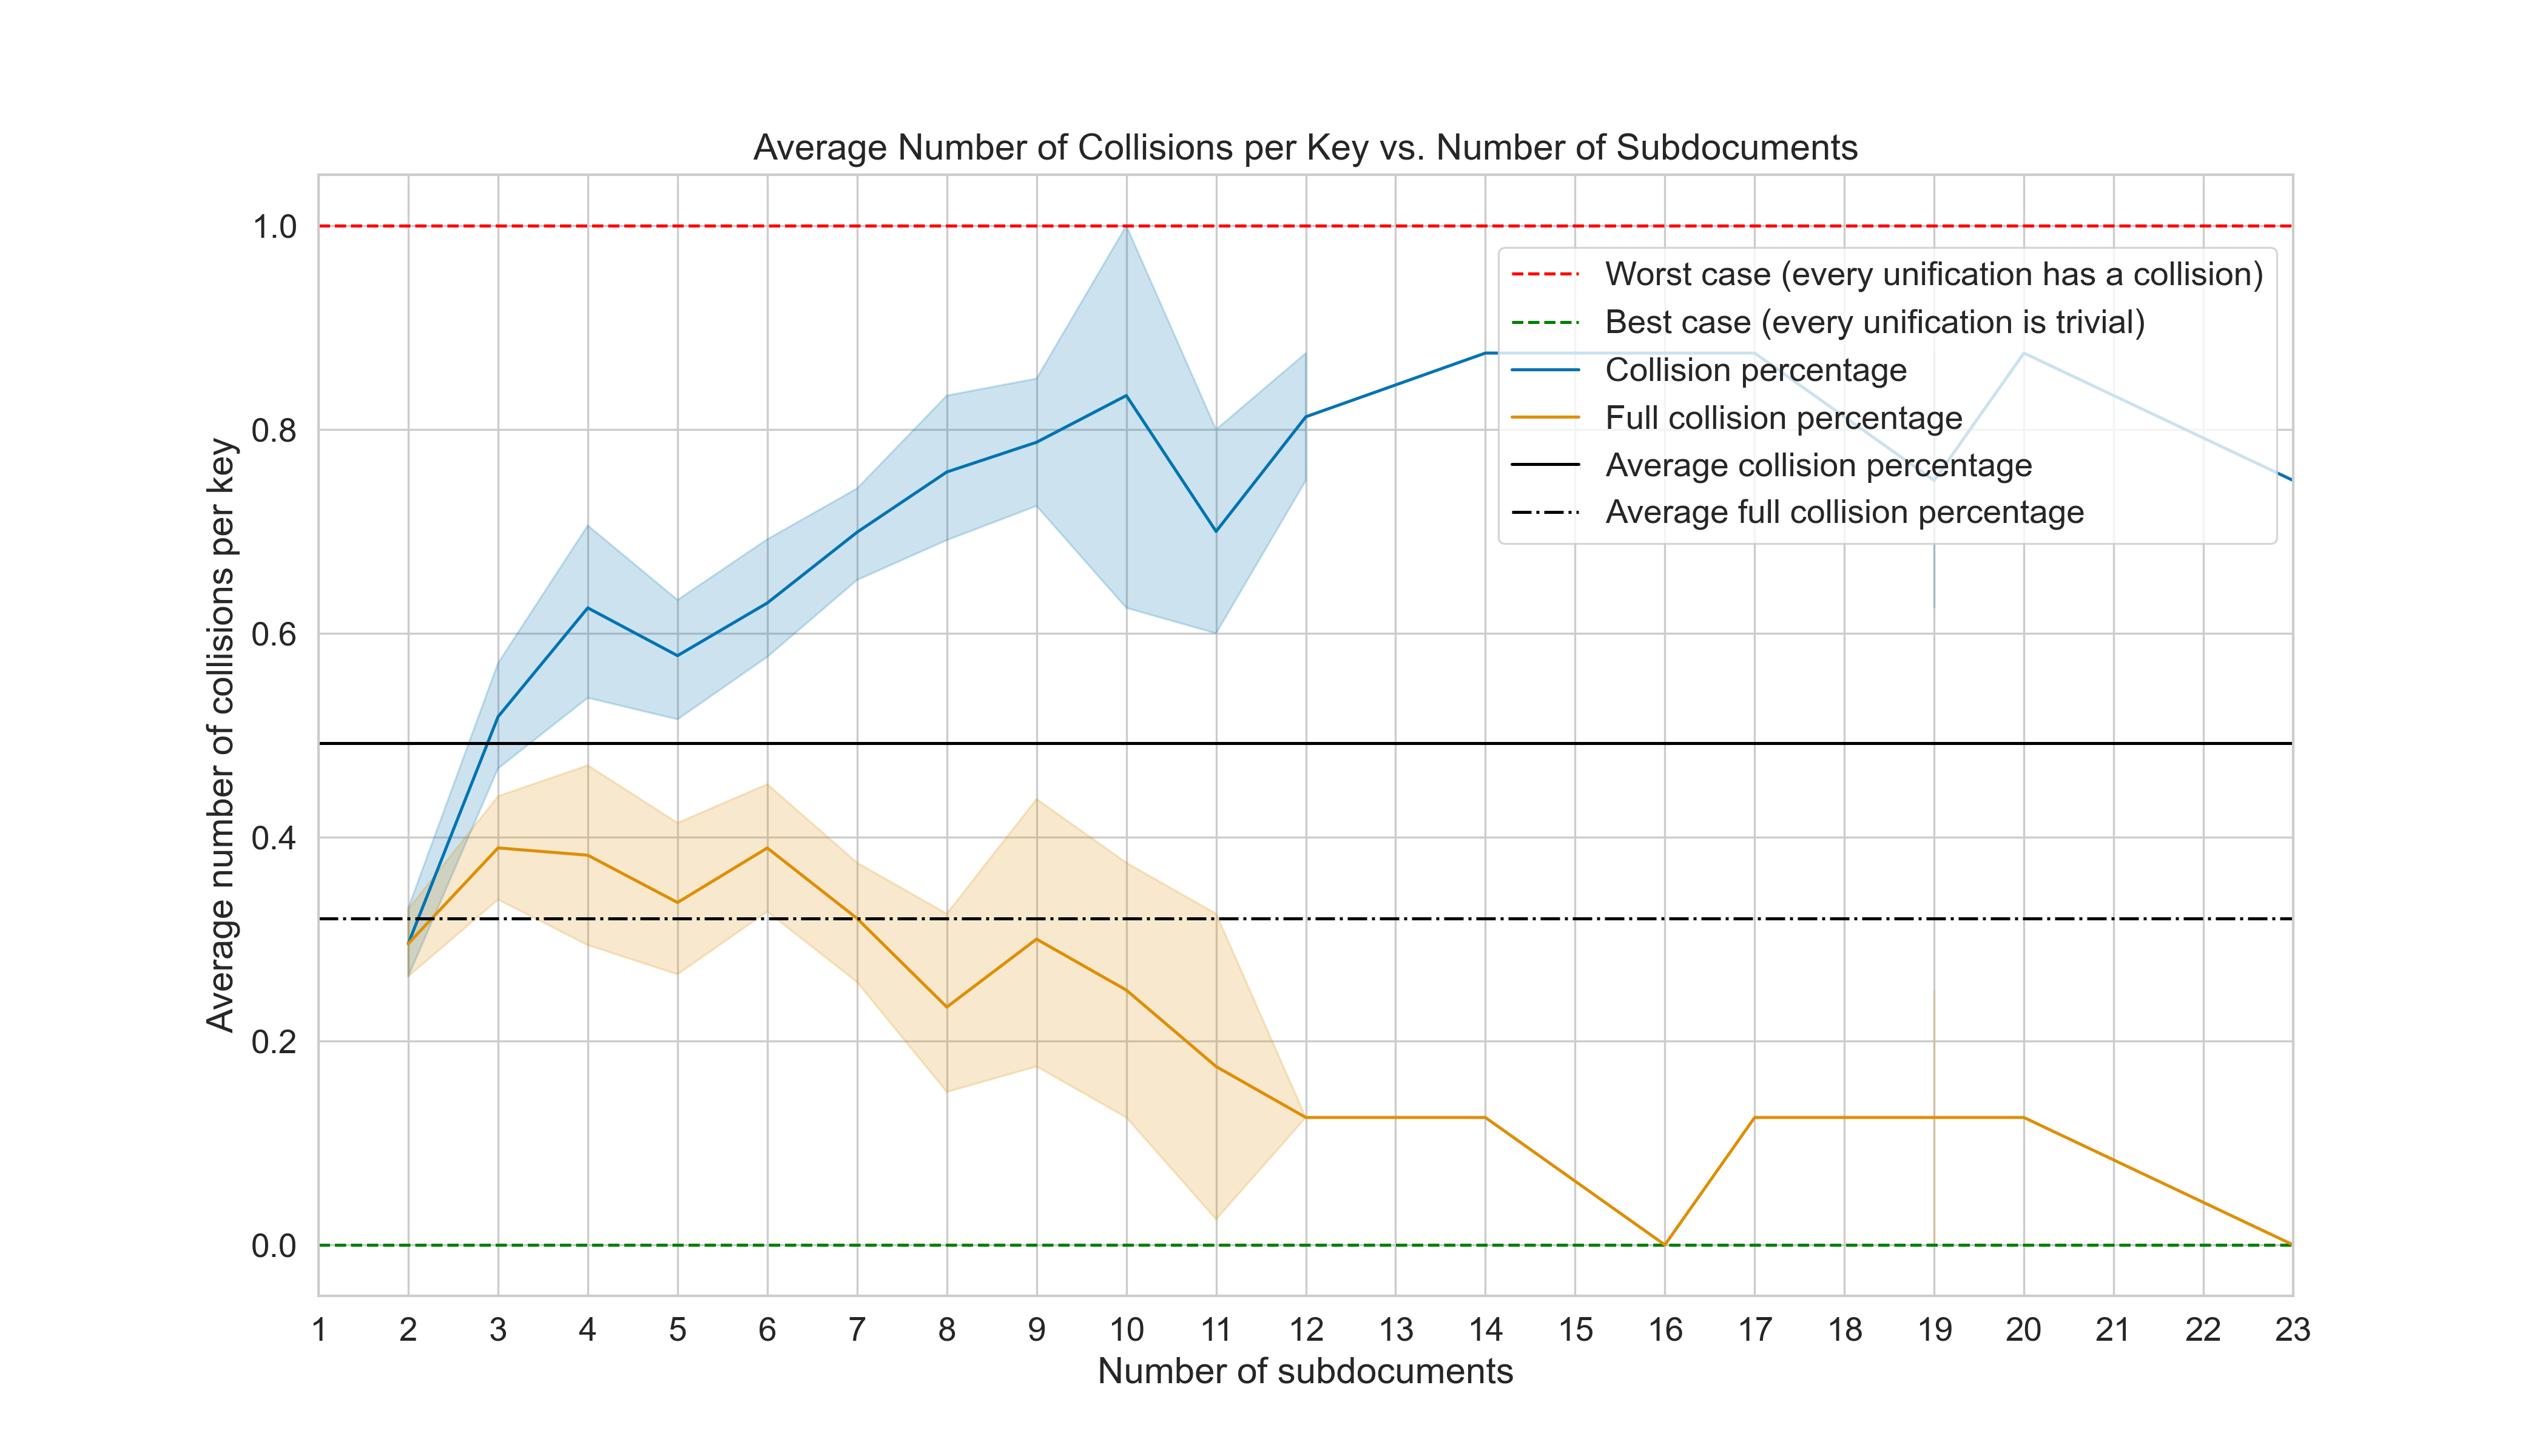 Average Number of Collisions per Key vs. Number of Subdocuments
1.0
0.8
0.6
0.4
0.2
0.0
Average number of collisions per key
Worst case (every unification has a collision)
Best case (every unification is trivial)
Collision percentage
Full collision percentage
Average collision percentage
Average full collision percentage
1 2 3 4 5 6 7 8 9 10 11 12 13 14 15 16 17 18 19 20 21 22 23
Number of subdocuments